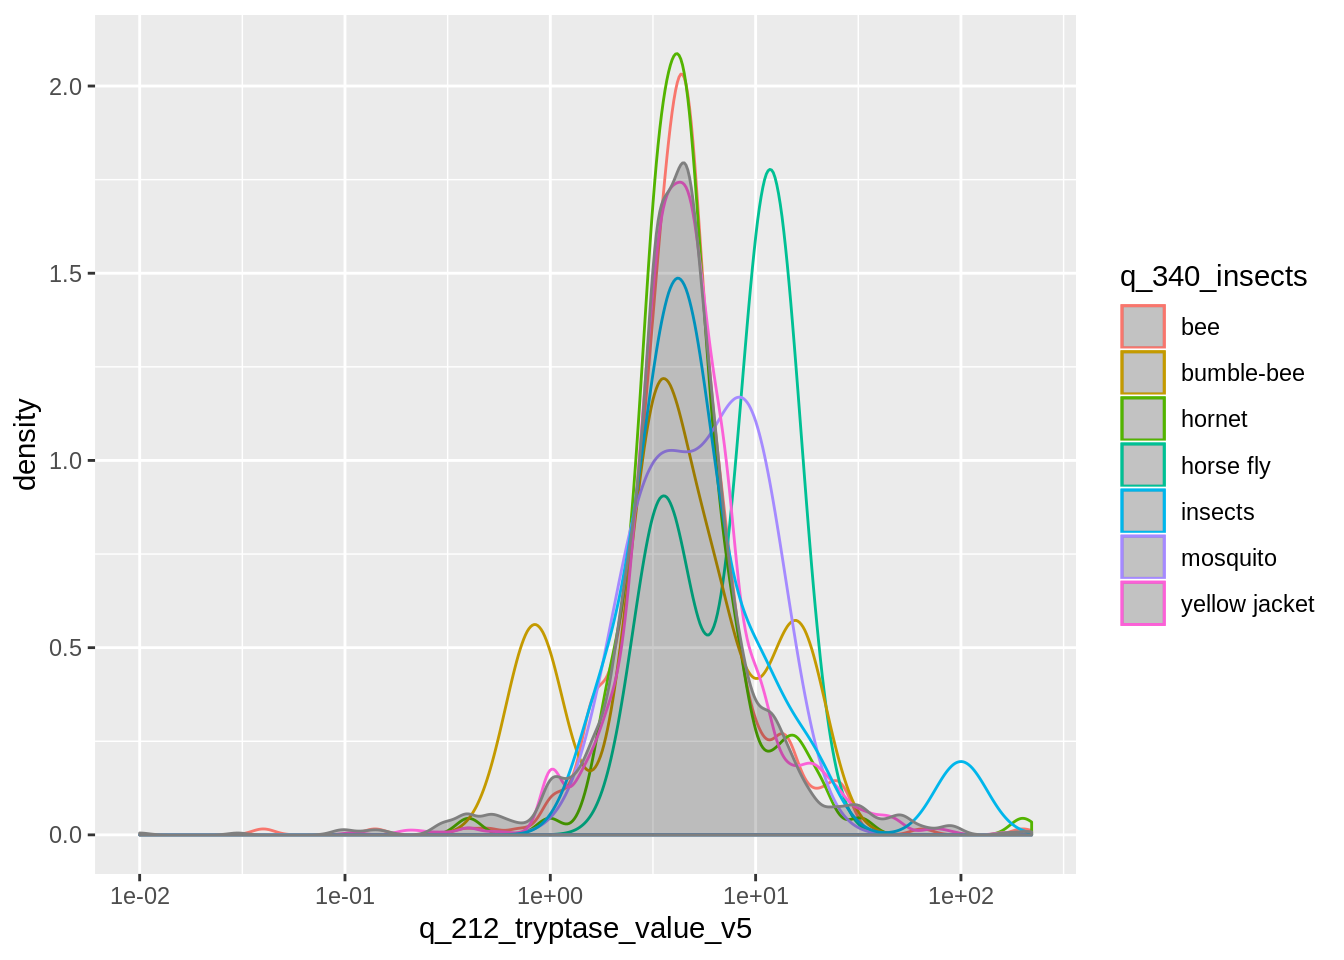 2.0
1.5
1.0
0.5
0.0
density
1e-02 1e-01 1e+00 1e+01 1e+02
q_212_tryptase_value_v5
q_340_insects
bee
bumble-bee
hornet
horse fly
insects
mosquito
yellow jacket